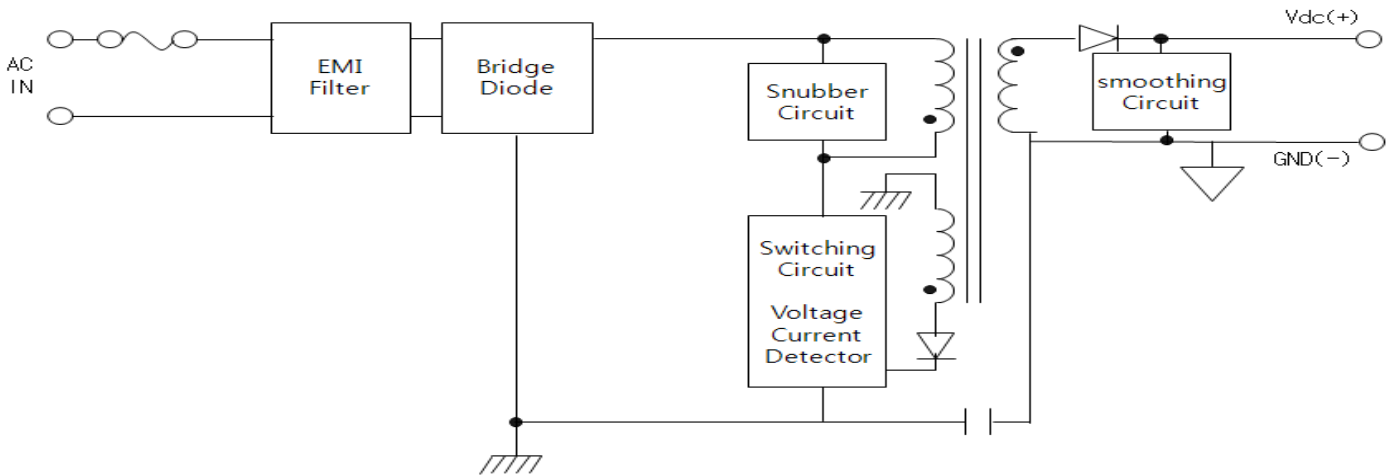 AC
IN
EMI
Filter
Bridge
Diode
Snubber
Circuit
Switching
Circuit
Voltage
Current
Detector
smoothing
Circuit
Vdc(+)
GND(-)